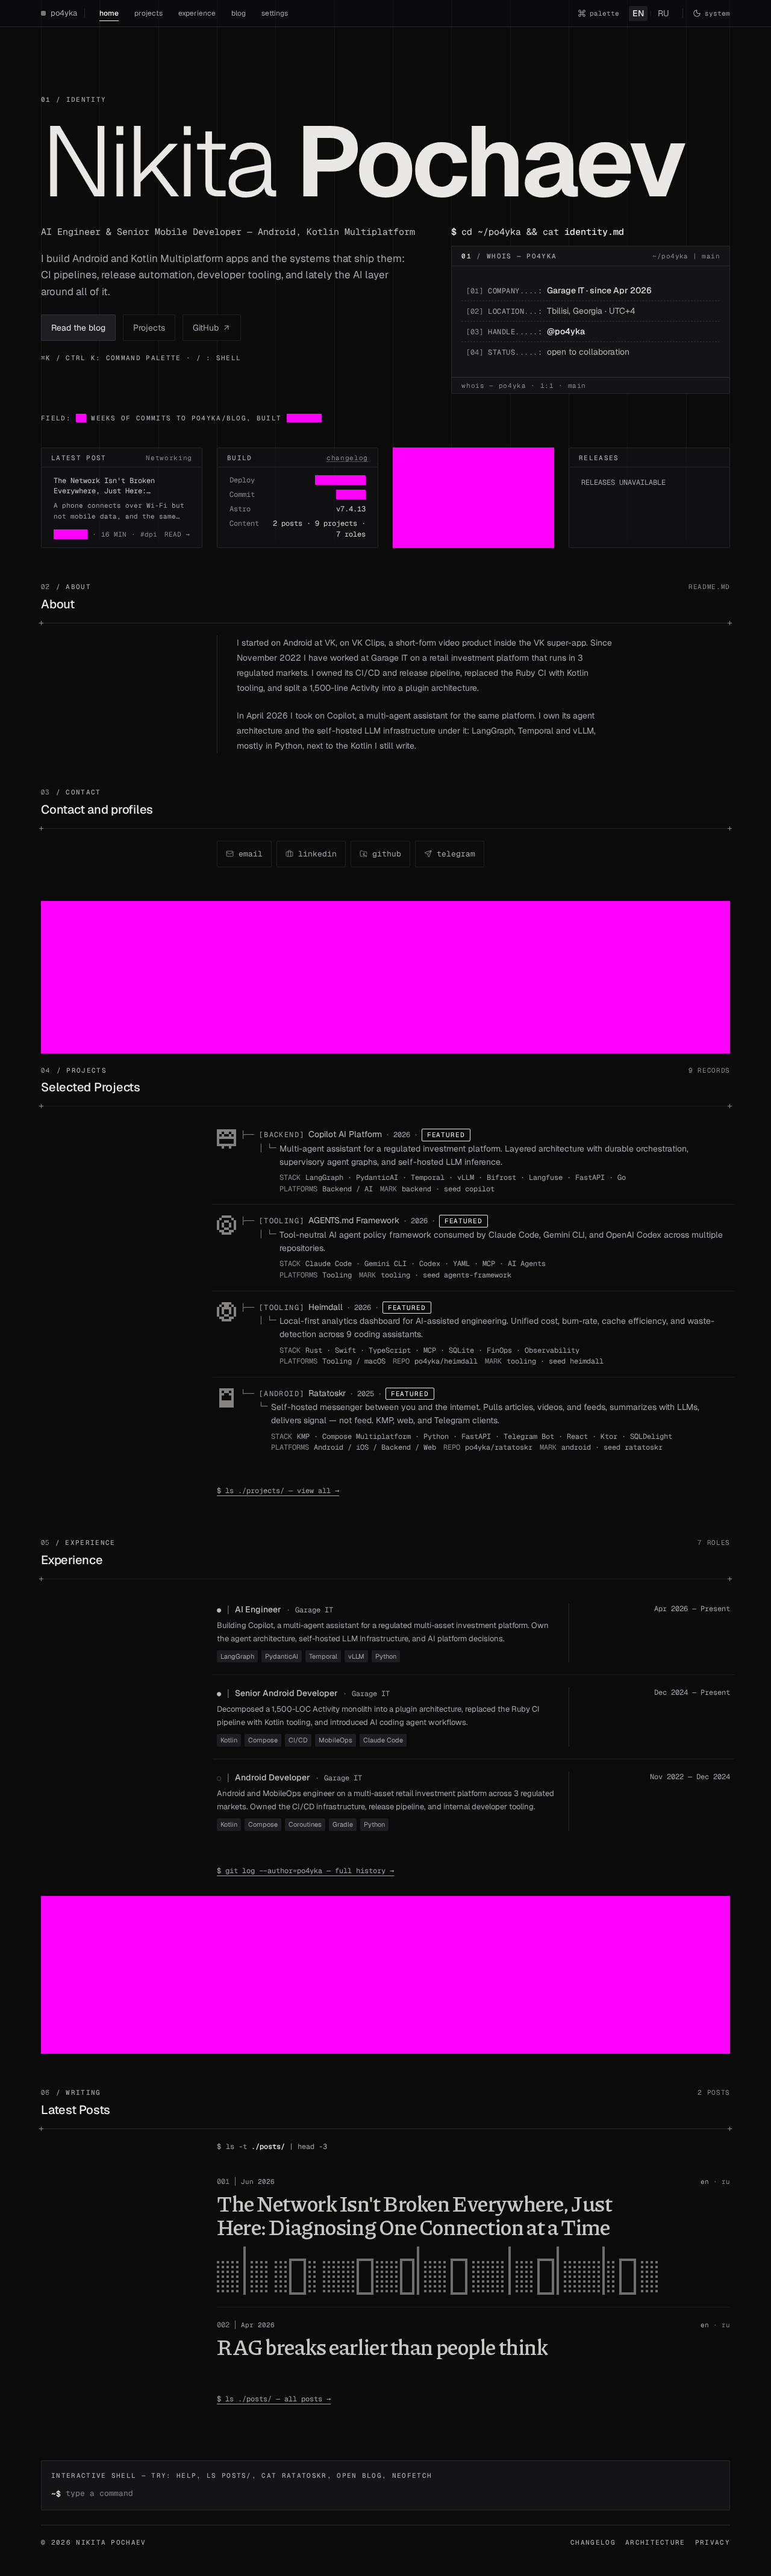 po4yka home projects experience blog settings palette EN · RU system
01 / IDENTITY
Nikita Pochaev
AI Engineer & Senior Mobile Developer — Android, Kotlin Multiplatform
I build Android and Kotlin Multiplatform apps and the systems that ship them:
CI pipelines, release automation, developer tooling, and lately the AI layer
around all of it.
Read the blog Projects GitHub ↗
⌘K / CTRL K: COMMAND PALETTE · / : SHELL
$ cd ~/po4yka && cat identity.md
01 / WHOIS — PO4YKA ~/po4yka | main
[01] COMPANY....: Garage IT · since Apr 2026
[02] LOCATION...: Tbilisi, Georgia · UTC+4
[03] HANDLE.....: @po4yka
[04] STATUS.....: open to collaboration
whois — po4yka · 1:1 · main
FIELD: WEEKS OF COMMITS TO PO4YKA/BLOG, BUILT
LATEST POST Networking
The Network Isn't Broken
Everywhere, Just Here:…
A phone connects over Wi-Fi but
not mobile data, and the same…
· 16 MIN · #dpi READ →
BUILD changelog
Deploy
Commit
Astro v7.4.13
Content 2 posts · 9 projects ·
7 roles
RELEASES
RELEASES UNAVAILABLE
02 / ABOUT README.MD
About
I started on Android at VK, on VK Clips, a short-form video product inside the VK super-app. Since
November 2022 I have worked at Garage IT on a retail investment platform that runs in 3
regulated markets. I owned its CI/CD and release pipeline, replaced the Ruby CI with Kotlin
tooling, and split a 1,500-line Activity into a plugin architecture.
In April 2026 I took on Copilot, a multi-agent assistant for the same platform. I own its agent
architecture and the self-hosted LLM infrastructure under it: LangGraph, Temporal and vLLM,
mostly in Python, next to the Kotlin I still write.
03 / CONTACT
Contact and profiles
email linkedin github telegram
04 / PROJECTS 9 RECORDS
Selected Projects
├── [BACKEND] Copilot AI Platform · 2026 · FEATURED
│ └─ Multi-agent assistant for a regulated investment platform. Layered architecture with durable orchestration,
supervisory agent graphs, and self-hosted LLM inference.
STACK LangGraph · PydanticAI · Temporal · vLLM · Bifrost · Langfuse · FastAPI · Go
PLATFORMS Backend / AI MARK backend · seed copilot
├── [TOOLING] AGENTS.md Framework · 2026 · FEATURED
│ └─ Tool-neutral AI agent policy framework consumed by Claude Code, Gemini CLI, and OpenAI Codex across multiple
repositories.
STACK Claude Code · Gemini CLI · Codex · YAML · MCP · AI Agents
PLATFORMS Tooling MARK tooling · seed agents-framework
├── [TOOLING] Heimdall · 2026 · FEATURED
│ └─ Local-first analytics dashboard for AI-assisted engineering. Unified cost, burn-rate, cache efficiency, and waste-
detection across 9 coding assistants.
STACK Rust · Swift · TypeScript · MCP · SQLite · FinOps · Observability
PLATFORMS Tooling / macOS REPO po4yka/heimdall MARK tooling · seed heimdall
└── [ANDROID] Ratatoskr · 2025 · FEATURED
└─ Self-hosted messenger between you and the internet. Pulls articles, videos, and feeds, summarizes with LLMs,
delivers signal — not feed. KMP, web, and Telegram clients.
STACK KMP · Compose Multiplatform · Python · FastAPI · Telegram Bot · React · Ktor · SQLDelight
PLATFORMS Android / iOS / Backend / Web REPO po4yka/ratatoskr MARK android · seed ratatoskr
$ ls ./projects/ — view all →
05 / EXPERIENCE 7 ROLES
Experience
● │ AI Engineer · Garage IT Apr 2026 — Present
Building Copilot, a multi-agent assistant for a regulated multi-asset investment platform. Own
the agent architecture, self-hosted LLM infrastructure, and AI platform decisions.
LangGraph PydanticAI Temporal vLLM Python
● │ Senior Android Developer · Garage IT Dec 2024 — Present
Decomposed a 1,500-LOC Activity monolith into a plugin architecture, replaced the Ruby CI
pipeline with Kotlin tooling, and introduced AI coding agent workflows.
Kotlin Compose CI/CD MobileOps Claude Code
○ │ Android Developer · Garage IT Nov 2022 — Dec 2024
Android and MobileOps engineer on a multi-asset retail investment platform across 3 regulated
markets. Owned the CI/CD infrastructure, release pipeline, and internal developer tooling.
Kotlin Compose Coroutines Gradle Python
$ git log --author=po4yka — full history →
06 / WRITING 2 POSTS
Latest Posts
$ ls -t ./posts/ | head -3
001 │ Jun 2026 en · ru
The Network Isn't Broken Everywhere, Just
Here: Diagnosing One Connection at a Time
002 │ Apr 2026 en · ru
RAG breaks earlier than people think
$ ls ./posts/ — all posts →
INTERACTIVE SHELL — TRY: HELP, LS POSTS/, CAT RATATOSKR, OPEN BLOG, NEOFETCH
~$ type a command
© 2026 NIKITA POCHAEV CHANGELOG ARCHITECTURE PRIVACY